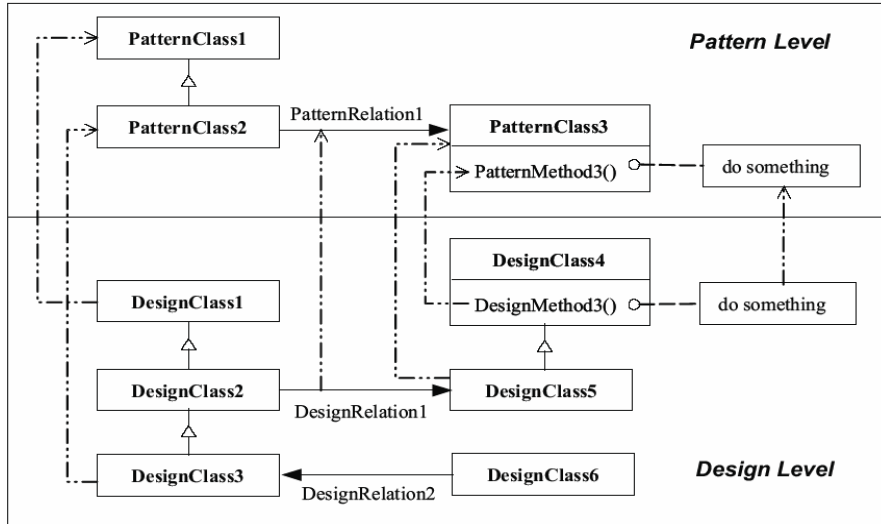 PatternClass1
Pattern Level
PatternClass2
PatternRelation1
PatternClass3
PatternMethod3()
do something
DesignClass4
DesignClass1
DesignMethod3()
do something
DesignClass2
DesignRelation1
DesignClass5
DesignClass3
DesignRelation2
DesignClass6
Design Level